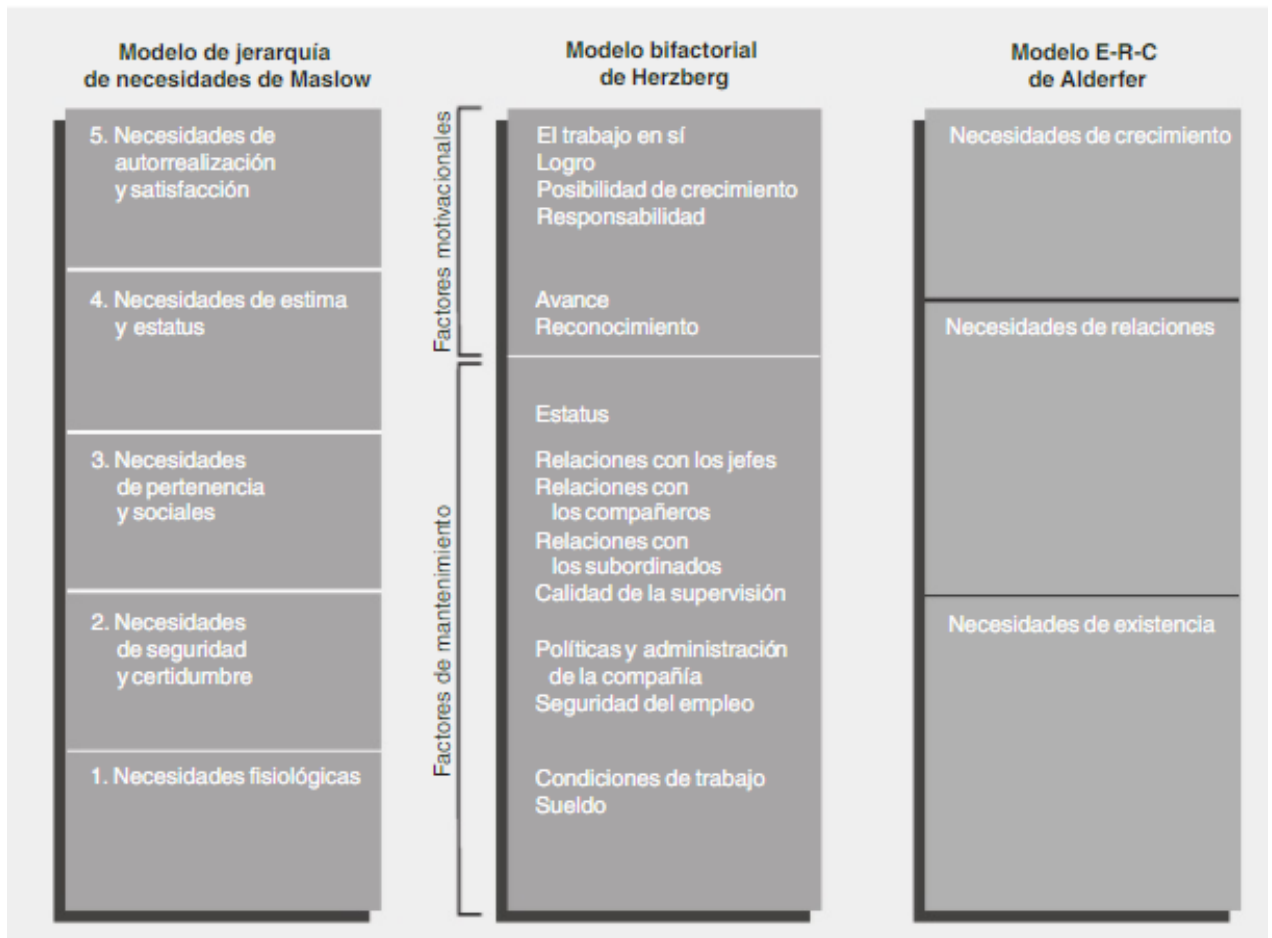 Modelo de jerarquía
de necesidades de Maslow
5. Necesidades de
autorrealización
y satisfacción
4. Necesidades de estima
y estatus
3. Necesidades
de pertenencia
y sociales
2. Necesidades
de seguridad
y certidumbre
1. Necesidades fisiológicas
Modelo bifactorial
de Herzberg
Factores motivacionales
El trabajo en sí
Logro
Posibilidad de crecimiento
Responsabilidad
Avance
Reconocimiento
Factores de mantenimiento
Estatus
Relaciones con los jefes
Relaciones con
los compañeros
Relaciones con
los subordinados
Calidad de la supervisión
Políticas y administración
de la compañía
Seguridad del empleo
Condiciones de trabajo
Sueldo
Modelo E-R-C
de Alderfer
Necesidades de crecimiento
Necesidades de relaciones
Necesidades de existencia